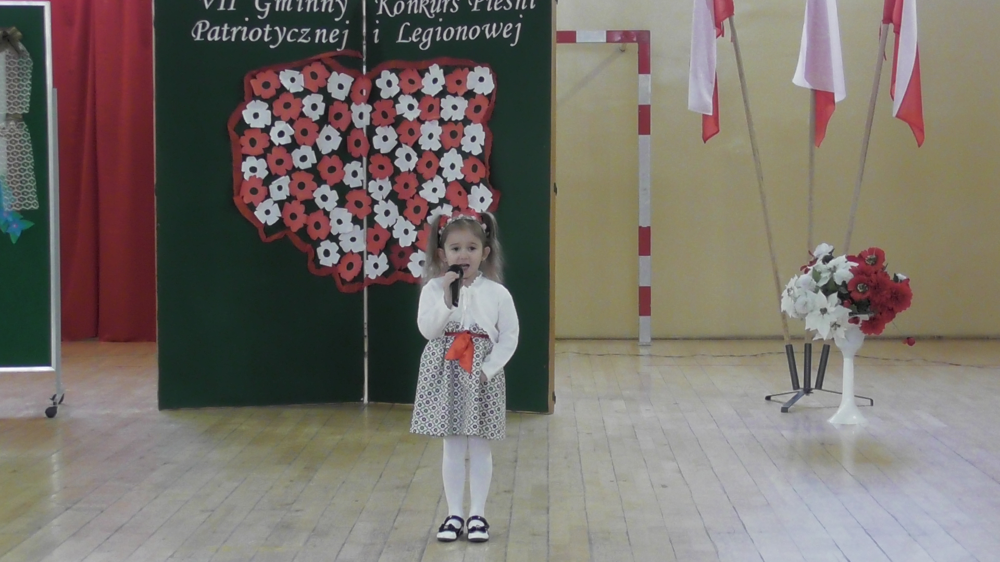 VII Gminny Konkurs Pieśni
Patriotycznej i Legionowej